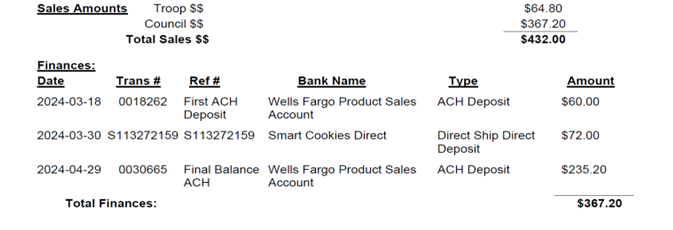 Sales Amounts Troop $$ $64.80
Council $$ $367.20
Total Sales $$ $432.00
Finances:
Date Trans # Ref # Bank Name Type Amount
2024-03-18 0018262 First ACH Wells Fargo Product Sales ACH Deposit $60.00
Deposit Account
2024-03-30 S113272159 S113272159 Smart Cookies Direct Direct Ship Direct $72.00
Deposit
2024-04-29 0030665 Final Balance Wells Fargo Product Sales ACH Deposit $235.20
ACH Account
Total Finances: $367.20